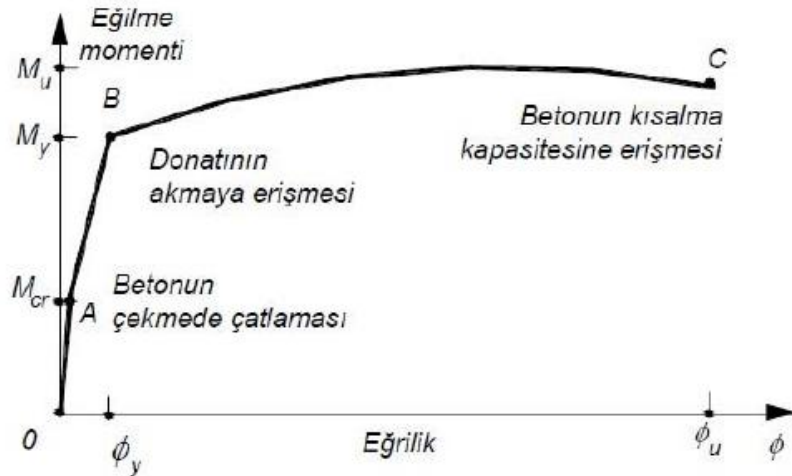 Eğilme
momenti
M_u
B
C
M_y
Betonun kısalma
kapasitesine erişmesi
Donatının
akmaya erişmesi
M_cr
A
Betonun
çekmede çatlaması
0
ϕ_y
Eğrilik
ϕ_u
ϕ